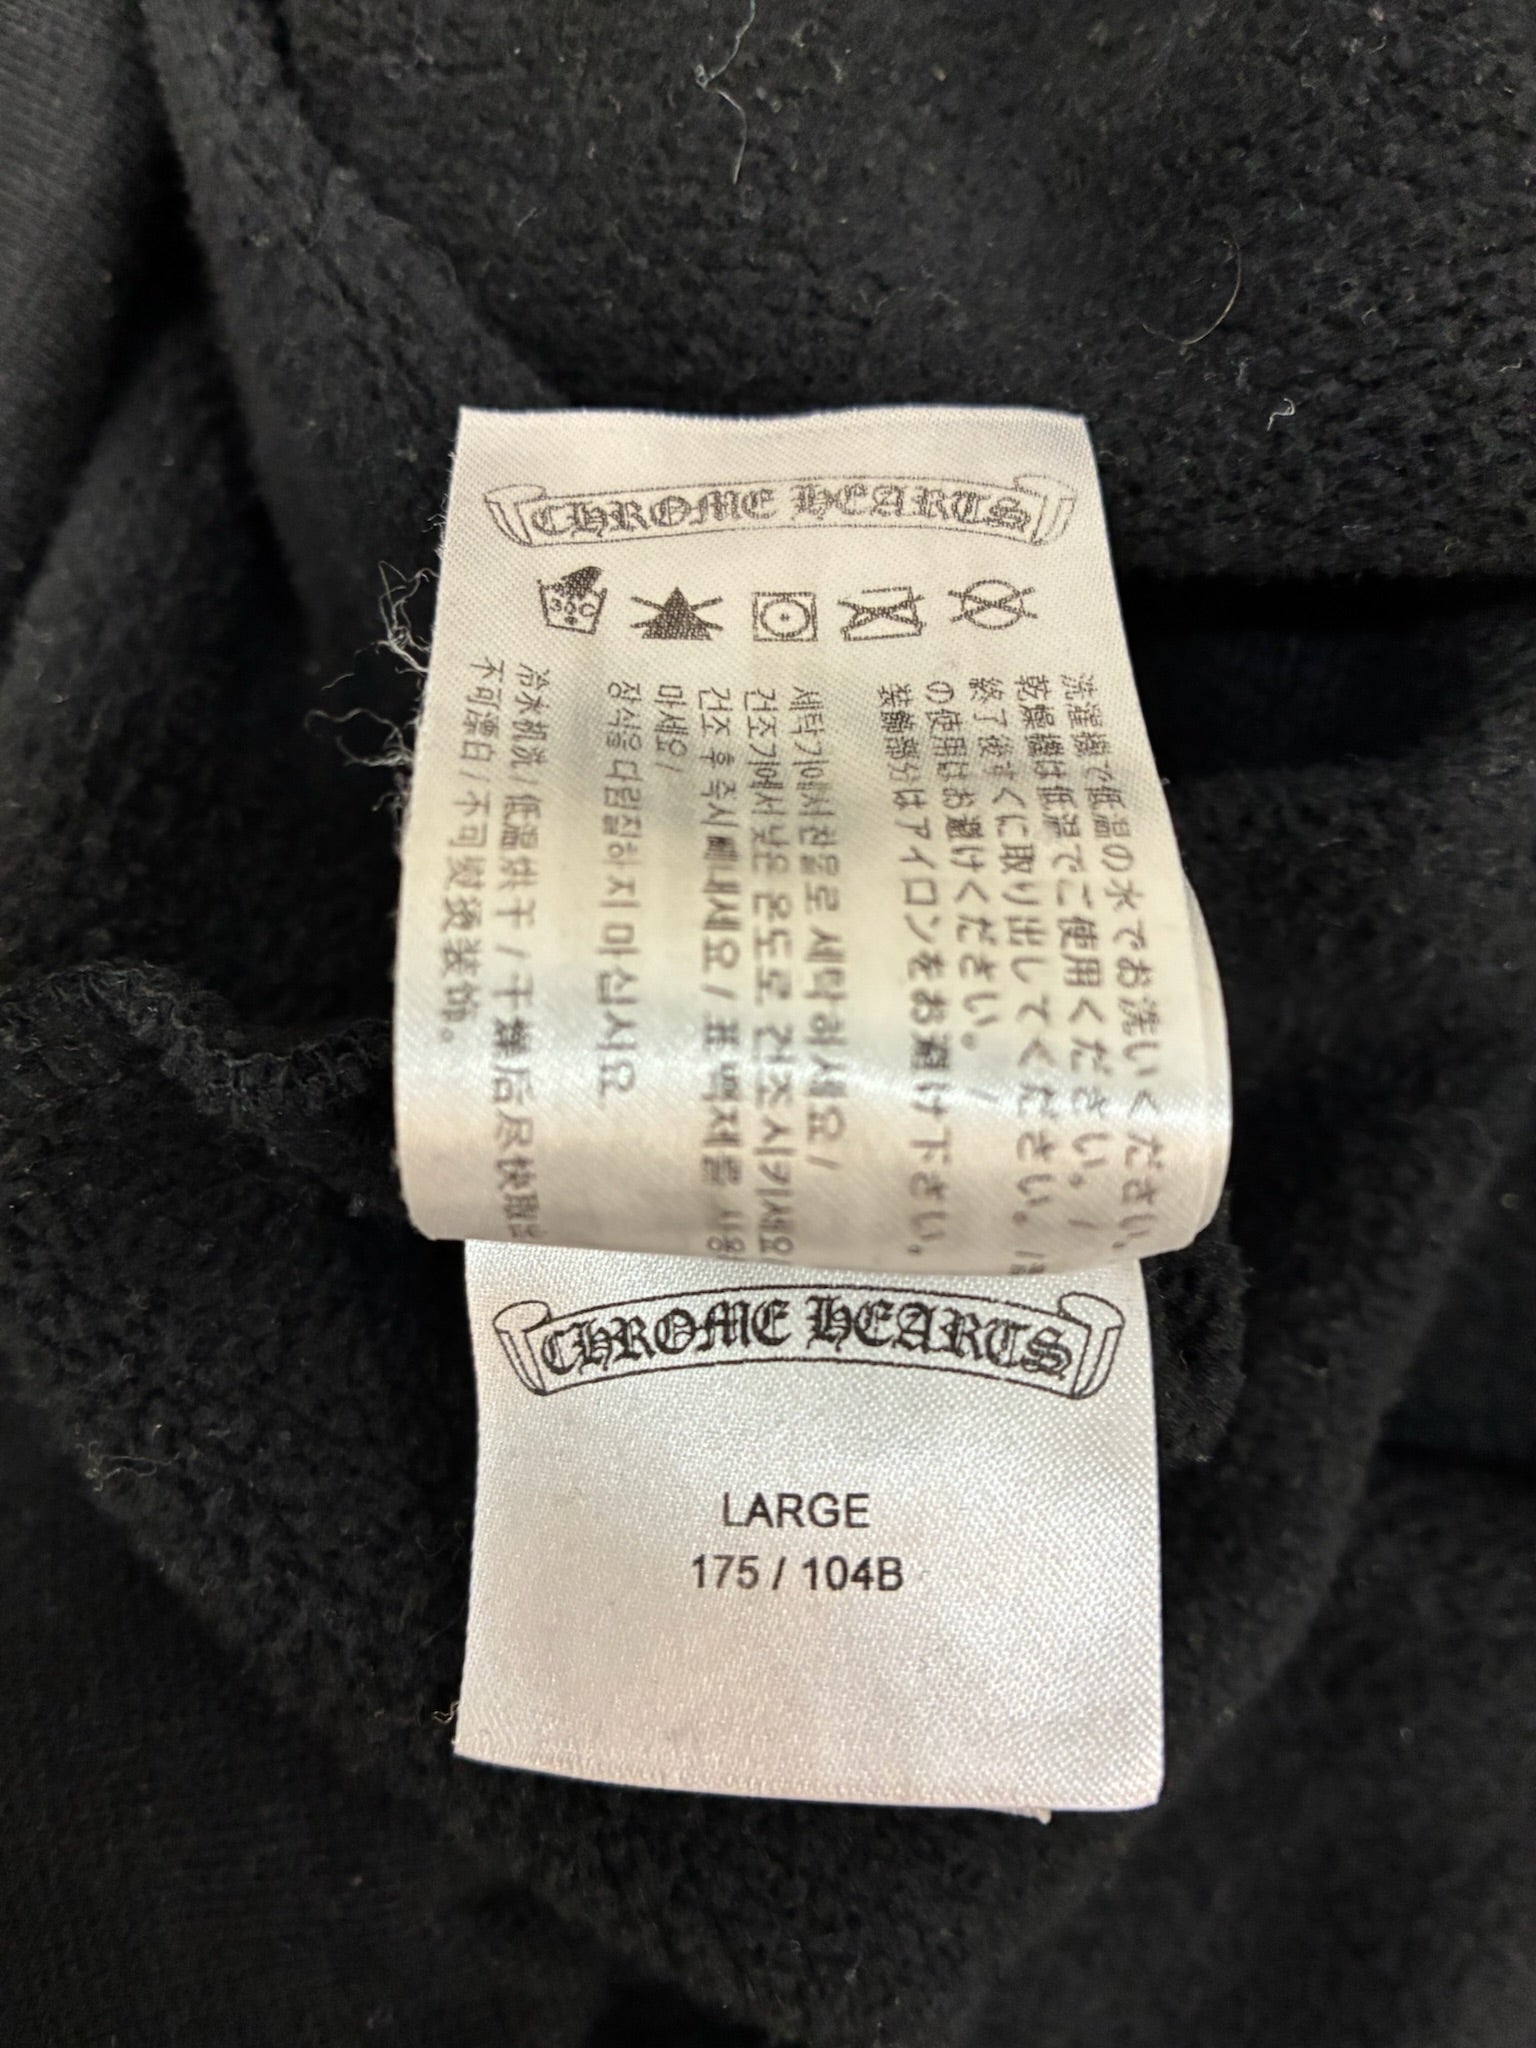 CHROME HEARTS
30C
洗濯機で低温の水でお洗いください。
乾燥機は低温でご使用ください。/
終了後すぐに取り出してください。/
の使用はお避けください。/
装飾部分はアイロンをお避け下さい。
세탁기에서 찬물로 세탁하세요/
건조기에서 낮은 온도로 건조시키세요/
건조 후 즉시 빼내세요 / 표백제를 사용
마세요/
장식을 다림질하지 마십시오
冷水机洗/低温烘干/干燥后尽快取出
不可漂白/不可熨烫装饰。
CHROME HEARTS
LARGE
175 / 104B